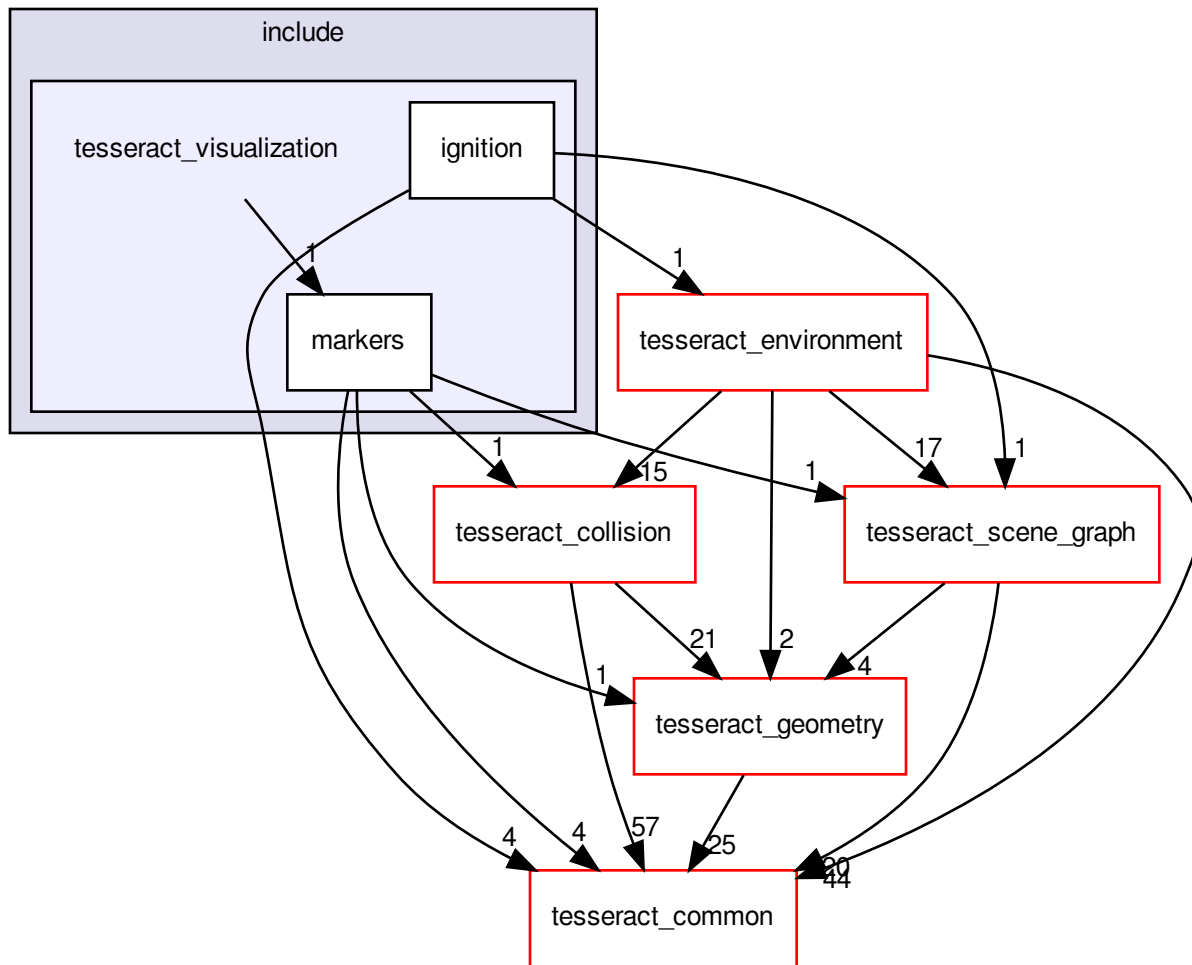 include
tesseract_visualization
ignition
1
1
markers
tesseract_environment
1
15
17
1
1
tesseract_collision
tesseract_scene_graph
21
2
4
1
tesseract_geometry
4
4
57
25
20
44
tesseract_common